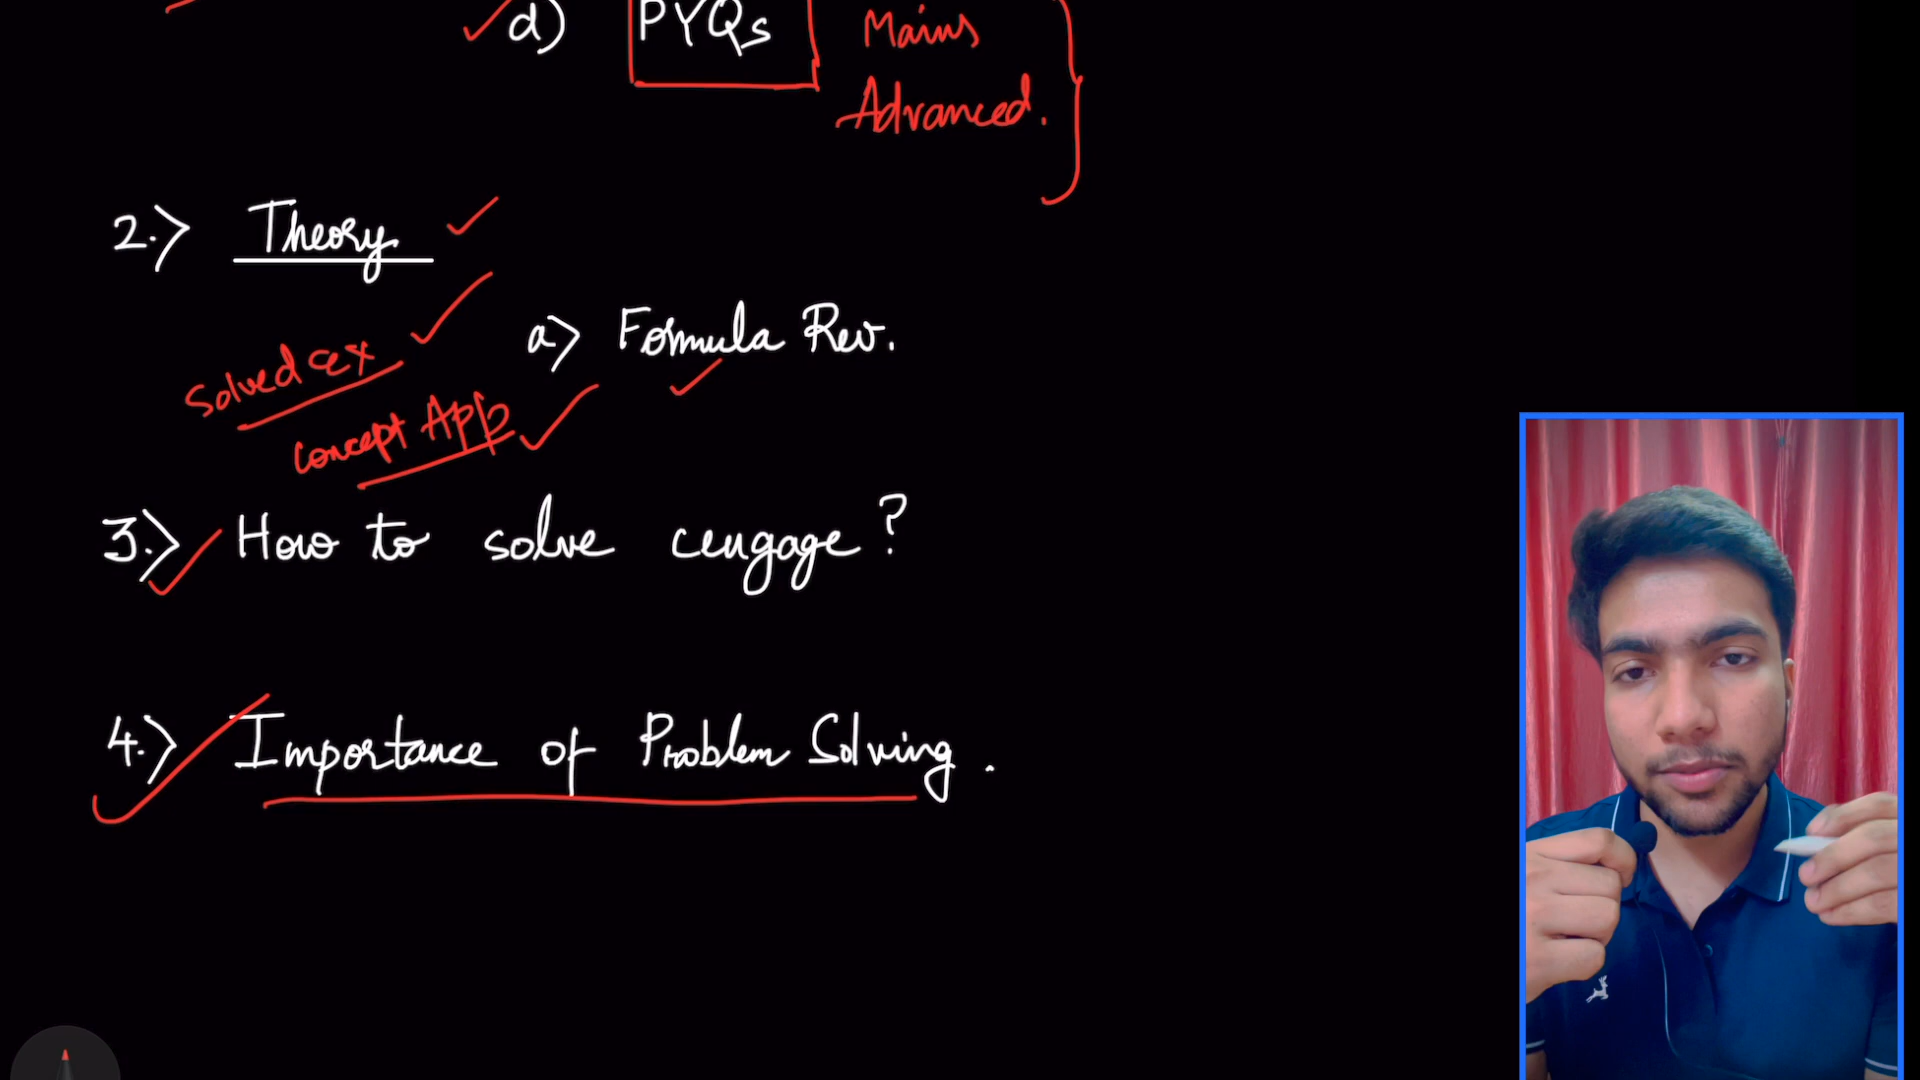 d) PYQs Mains
Advanced.
2.) Theory
a) Formula Rev.
Solved Ex
Concept App
3.) How to solve cengage?
4.) Importance of Problem Solving.